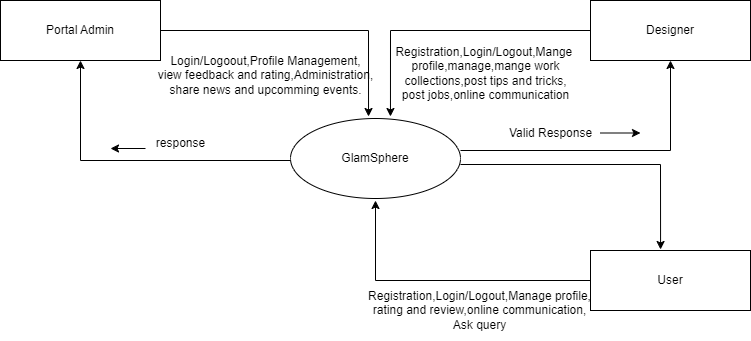 Portal Admin
Designer
Login/Logoout,Profile Management,
view feedback and rating,Administration,
share news and upcomming events.
Registration,Login/Logout,Mange
profile,manage,mange work
collections,post tips and tricks,
post jobs,online communication
response
Valid Response
GlamSphere
User
Registration,Login/Logout,Manage profile,
rating and review,online communication,
Ask query